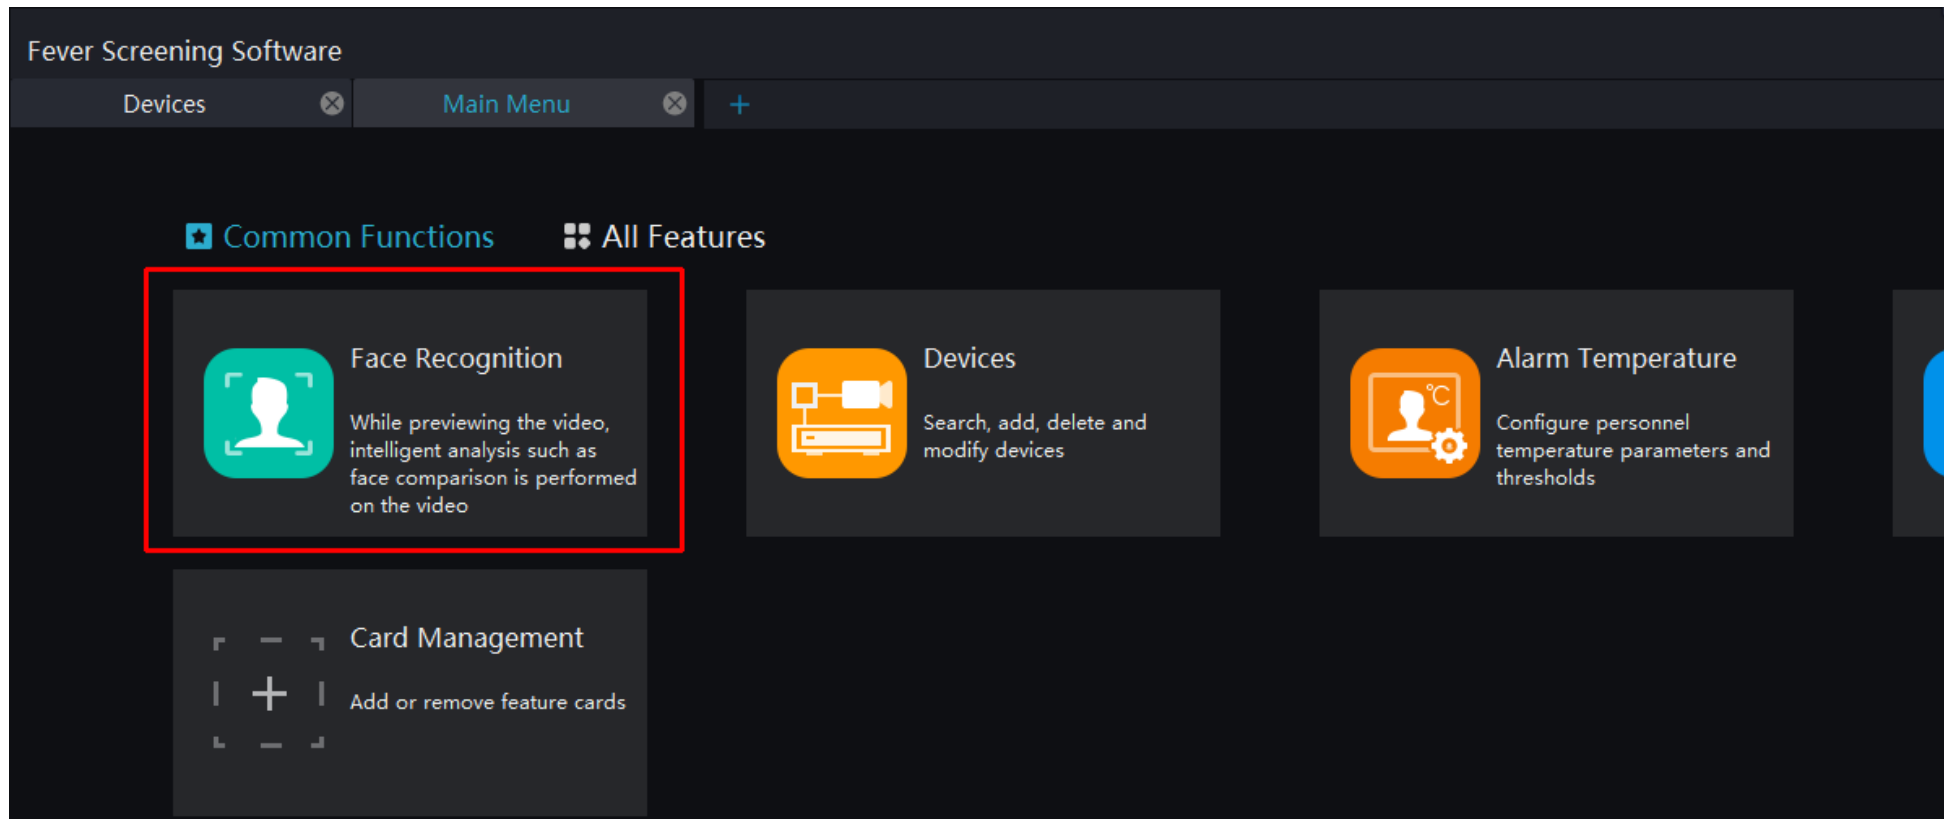 Fever Screening Software
Devices
Main Menu
Common Functions
All Features
Face Recognition
While previewing the video,
intelligent analysis such as
face comparison is performed
on the video
Devices
Search, add, delete and
modify devices
Alarm Temperature
°C
Configure personnel
temperature parameters and
thresholds
Card Management
Add or remove feature cards